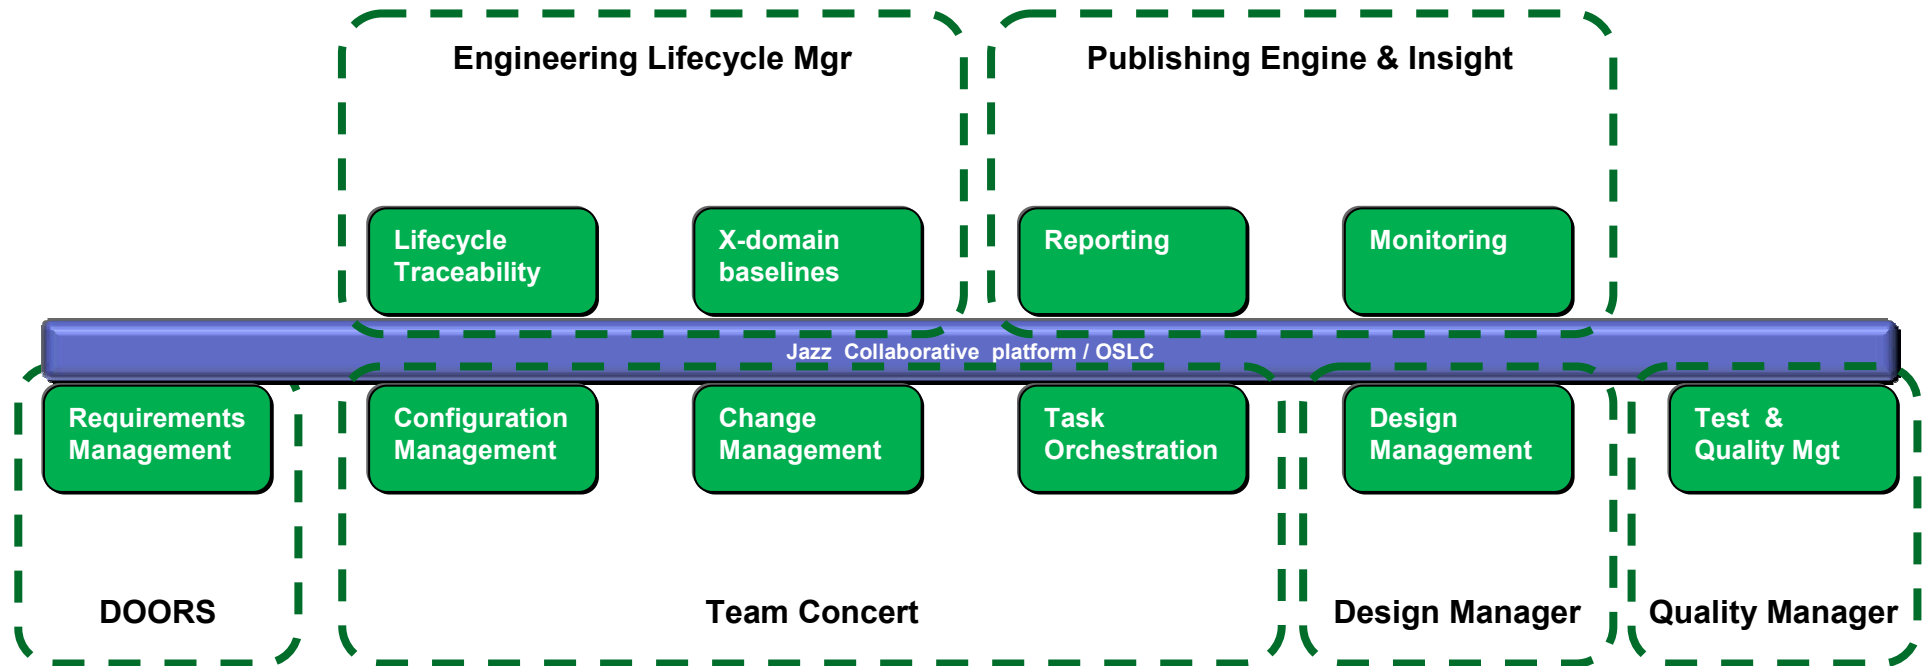 Engineering Lifecycle Mgr
Publishing Engine & Insight
Lifecycle
Traceability
X-domain
baselines
Reporting
Monitoring
Jazz Collaborative platform / OSLC
Requirements
Management
Configuration
Management
Change
Management
Task
Orchestration
Design
Management
Test &
Quality Mgt
DOORS
Team Concert
Design Manager
Quality Manager